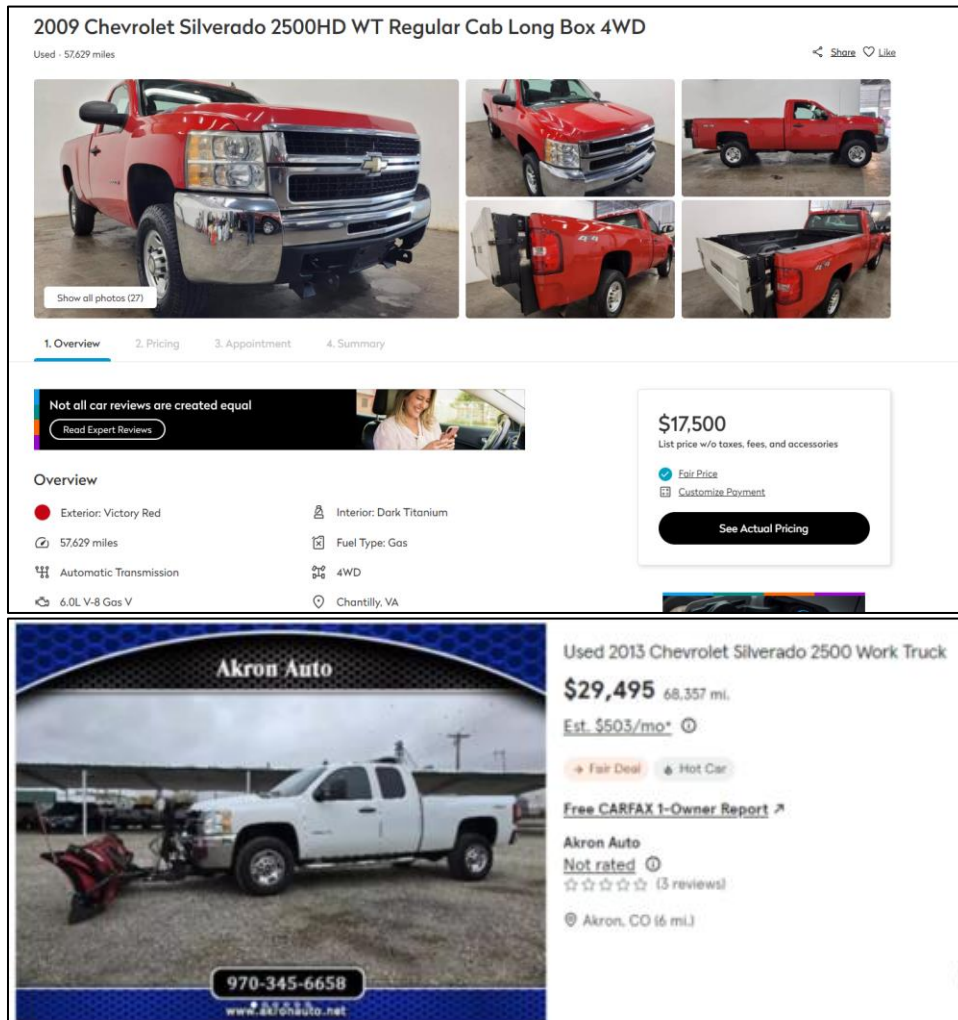 2009 Chevrolet Silverado 2500HD WT Regular Cab Long Box 4WD
Used · 57,629 miles
Share Like
Show all photos (27)
1. Overview 2. Pricing 3. Appointment 4. Summary
Not all car reviews are created equal
Read Expert Reviews
$17,500
List price w/o taxes, fees, and accessories
Fair Price
Customize Payment
See Actual Pricing
Overview
Exterior: Victory Red Interior: Dark Titanium
57,629 miles Fuel Type: Gas
Automatic Transmission 4WD
6.0L V-8 Gas V Chantilly, VA
Akron Auto
970-345-6658
www.akronauto.net
Used 2013 Chevrolet Silverado 2500 Work Truck
$29,495 68,357 mi.
Est. $503/mo*
Fair Deal Hot Car
Free CARFAX 1-Owner Report
Akron Auto
Not rated
(3 reviews)
Akron, CO (6 mi.)